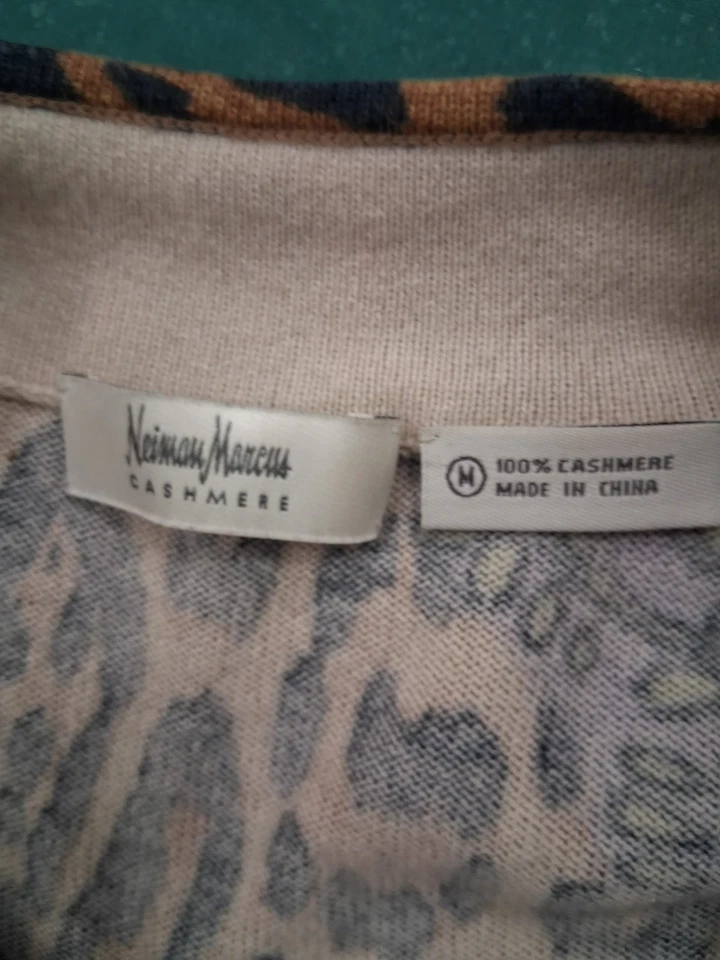 Neiman Marcus
CASHMERE
M
100% CASHMERE
MADE IN CHINA